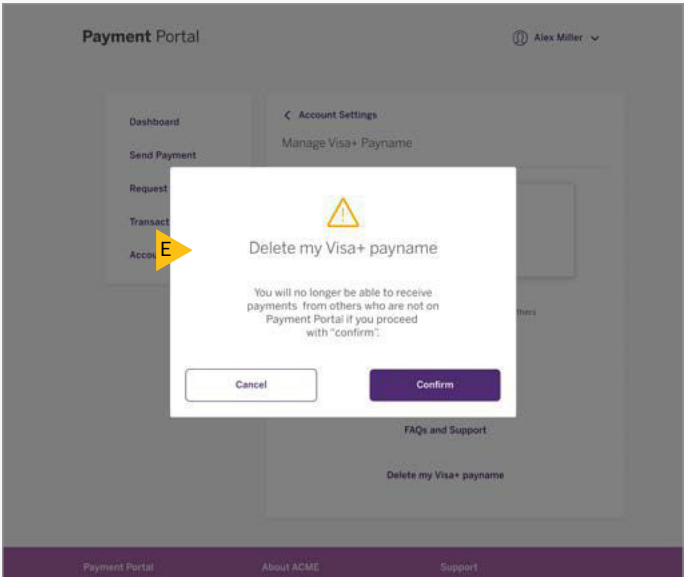 Payment Portal
Alex Miller
Dashboard
Send Payment
Request
Transact
Accou
E
< Account Settings
Manage Visa+ Payname
Delete my Visa+ payname
You will no longer be able to receive
payments from others who are not on
Payment Portal if you proceed
with “confirm”.
Cancel
Confirm
thers
FAQs and Support
Delete my Visa+ payname
Payment Portal
About ACME
Support